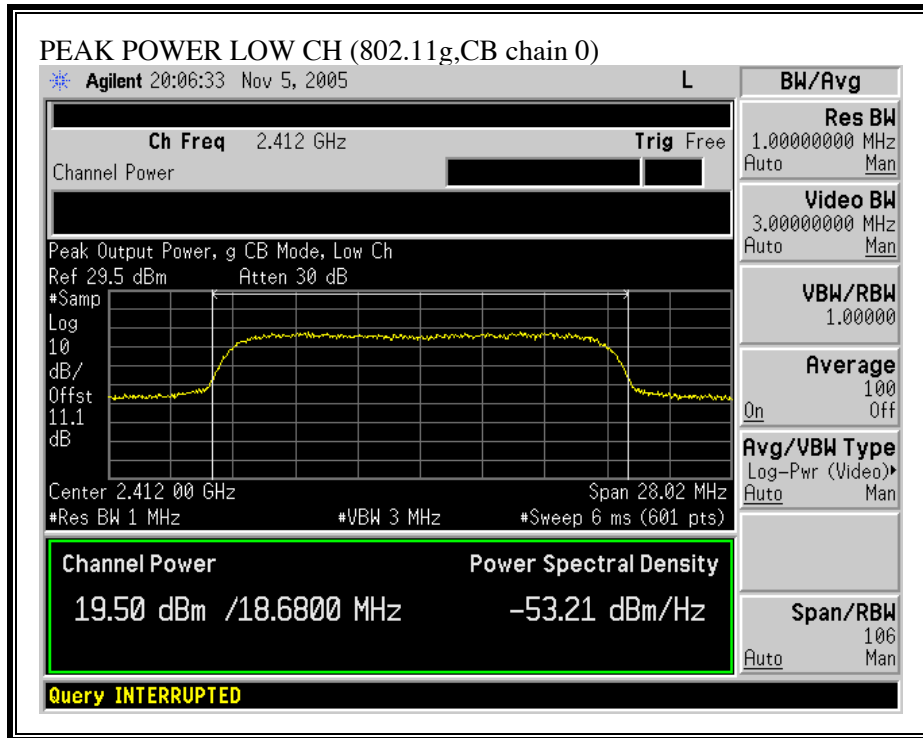 PEAK POWER LOW CH (802.11g,CB chain 0)
Agilent 20:06:33 Nov 5, 2005 L
Ch Freq 2.412 GHz Trig Free
Channel Power
Peak Output Power, g CB Mode, Low Ch
Ref 29.5 dBm Atten 30 dB
#Samp
Log
10
dB/
Offst
11.1
dB
Center 2.412 00 GHz Span 28.02 MHz
#Res BW 1 MHz #VBW 3 MHz #Sweep 6 ms (601 pts)
Channel Power Power Spectral Density
19.50 dBm /18.6800 MHz -53.21 dBm/Hz
Query INTERRUPTED
BW/Avg
Res BW
1.00000000 MHz
Auto Man
Video BW
3.00000000 MHz
Auto Man
VBW/RBW
1.00000
Average
100
On Off
Avg/VBW Type
Log-Pwr (Video)
Auto Man
Span/RBW
106
Auto Man